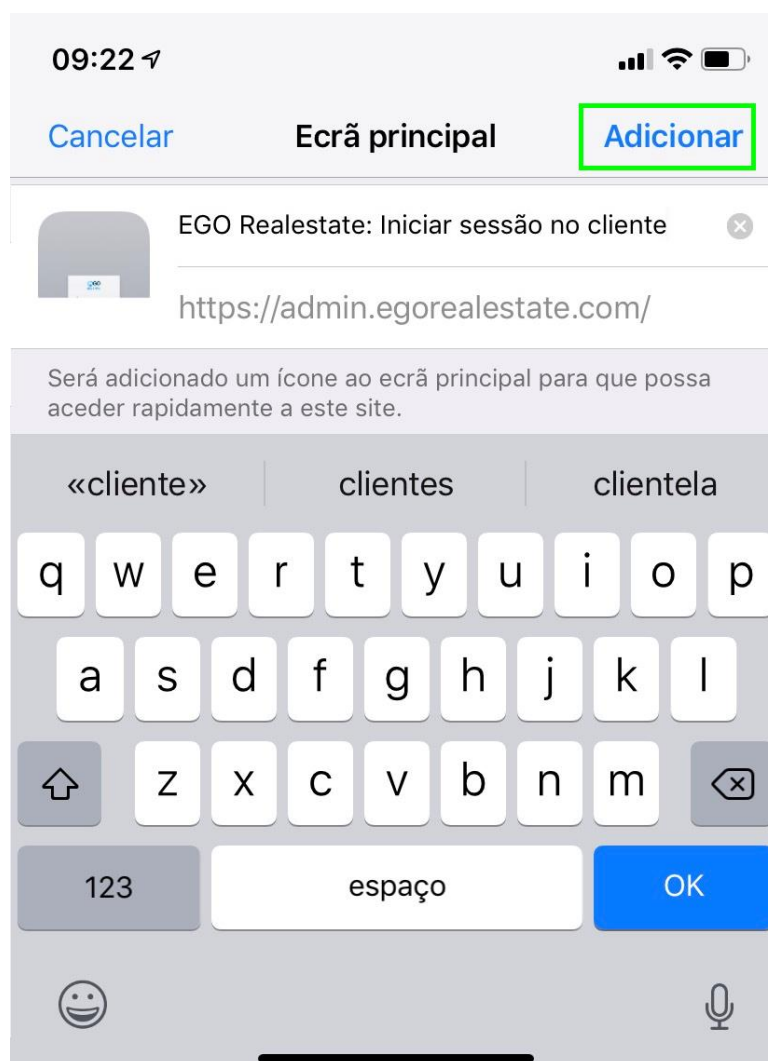 09:22
Cancelar Ecrã principal Adicionar
EGO Realestate: Iniciar sessão no cliente
https://admin.egorealestate.com/
Será adicionado um ícone ao ecrã principal para que possa
aceder rapidamente a este site.
«cliente» clientes clientela
q w e r t y u i o p
a s d f g h j k l
z x c v b n m
123 espaço OK